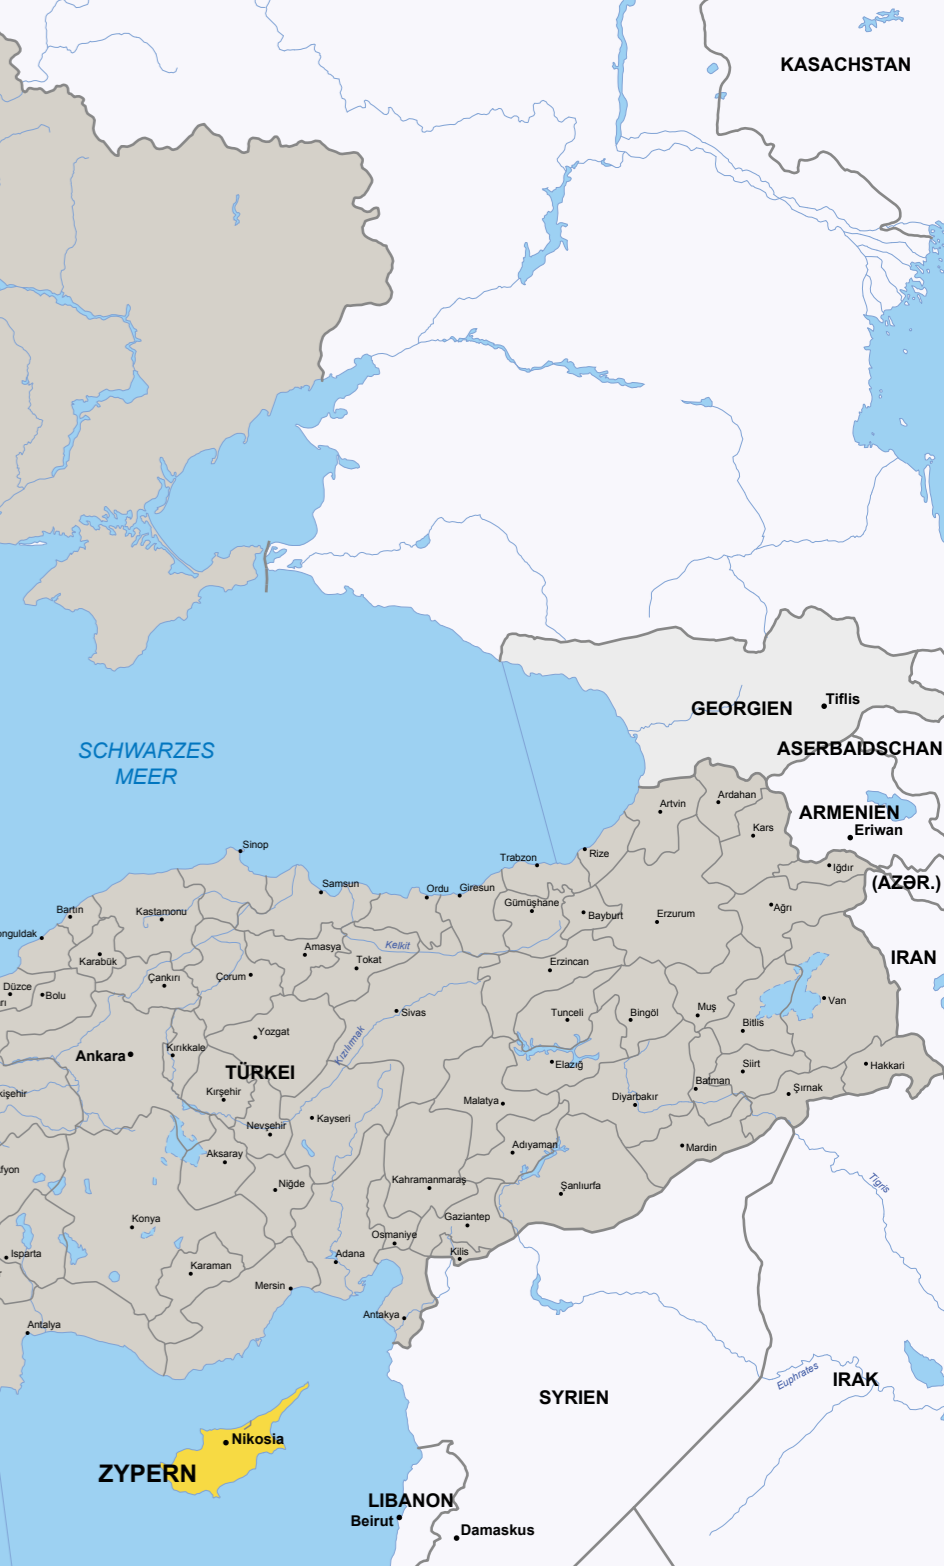 KASACHSTAN
GEORGIEN
Tiflis
SCHWARZES
MEER
ASERBAIDSCHAN
Ardahan
Artvin
ARMENIEN
Kars
Eriwan
Sinop
Rize
Trabzon
Iğdır
(AZƏR.)
Samsun
Ordu
Giresun
Gümüşhane
Bartın
Kastamonu
Bayburt
Erzurum
Ağrı
onguldak
Kelkit
Amasya
Karabük
Tokat
Erzincan
IRAN
Çankırı
Çorum
Düzce
Bolu
rı
Van
Sivas
Tunceli
Bingöl
Muş
Bitlis
Yozgat
Kızılırmak
Kırıkkale
Ankara
TÜRKEI
Elazığ
Siirt
Hakkari
Batman
Şırnak
kişehir
Kırşehir
Malatya
Diyarbakır
Kayseri
Nevşehir
Adıyaman
Mardin
Aksaray
fyon
Niğde
Kahramanmaraş
Şanlıurfa
Tigris
Konya
Gaziantep
Osmaniye
Isparta
Adana
Kilis
Karaman
Mersin
Antakya
Antalya
Euphrates
IRAK
SYRIEN
Nikosia
ZYPERN
LIBANON
Beirut
Damaskus